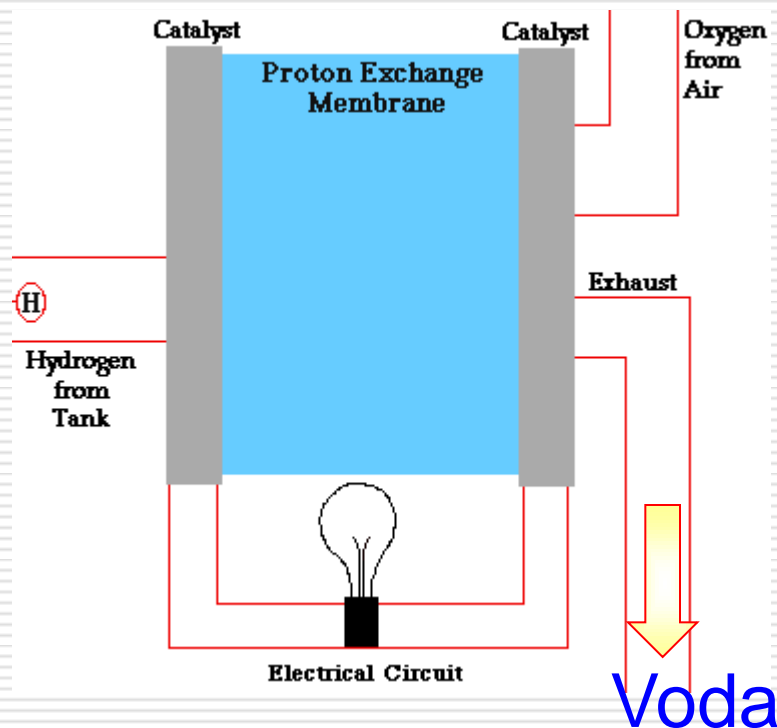 Catalyst
Catalyst
Oxygen
from
Air
Proton Exchange
Membrane
Exhaust
H
Hydrogen
from
Tank
Electrical Circuit
Voda